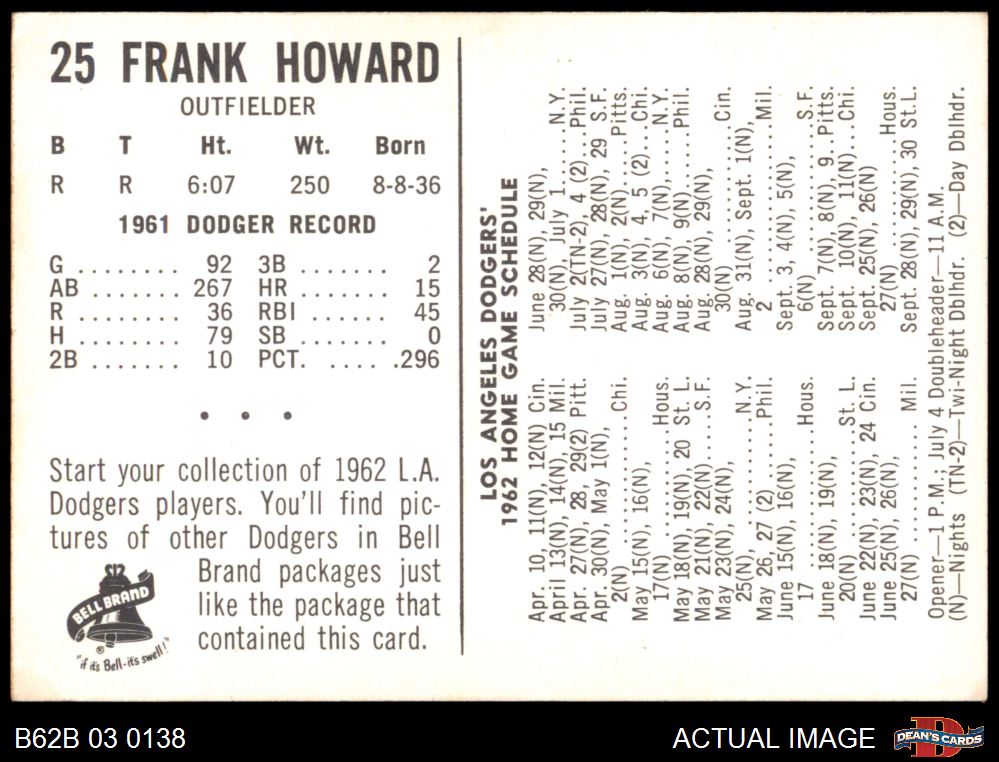 25 FRANK HOWARD
OUTFIELDER
B T Ht. Wt. Born
R R 6:07 250 8-8-36
1961 DODGER RECORD
G ........ 92 3B ....... 2
AB ....... 267 HR ....... 15
R ........ 36 RBI ...... 45
H ........ 79 SB ....... 0
2B ....... 10 PCT. ..... .296
• • •
Start your collection of 1962 L.A.
Dodgers players. You'll find pic-
tures of other Dodgers in Bell
Brand packages just
like the package that
contained this card.
BELL BRAND
®
"if it's Bell-it's swell!"
LOS ANGELES DODGERS'
1962 HOME GAME SCHEDULE
Apr. 10, 11(N), 12(N) Cin.
April 13(N), 14(N), 15 Mil.
Apr. 27(N), 28, 29(2) Pitt.
Apr. 30(N), May 1(N),
2(N) ..............Chi.
May 15(N), 16(N),
17(N) ............Hous.
May 18(N), 19(N), 20 St. L.
May 21(N), 22(N).....S.F.
May 23(N), 24(N),
25(N), ............N.Y.
May 26, 27 (2) ......Phil.
June 15(N), 16(N),
17 ..............Hous.
June 18(N), 19(N),
20(N) ............St. L.
June 22(N), 23(N), 24 Cin.
June 25(N), 26(N),
27(N) ............. Mil.
June 28(N), 29(N),
30(N), July 1......N.Y.
July 2(TN-2), 4 (2)..Phil.
July 27(N), 28(N), 29 S.F.
Aug. 1(N), 2(N)....Pitts.
Aug. 3(N), 4, 5 (2)...Chi.
Aug. 6(N), 7(N),.....N.Y.
Aug. 8(N), 9(N).....Phil.
Aug. 28(N), 29(N),
30(N) .............Cin.
Aug. 31(N), Sept. 1(N),
2 .................Mil.
Sept. 3, 4(N), 5(N),
6(N) ..............S.F.
Sept. 7(N), 8(N), 9..Pitts.
Sept. 10(N), 11(N)...Chi.
Sept. 25(N), 26(N)
27(N) ............Hous.
Sept. 28(N), 29(N), 30 St.L.
Opener—1 P.M.; July 4 Doubleheader—11 A.M.
(N)—Nights (TN-2)—Twi-Night Dblhdr. (2)—Day Dblhdr.
B62B 03 0138
ACTUAL IMAGE
DEAN'S CARDS